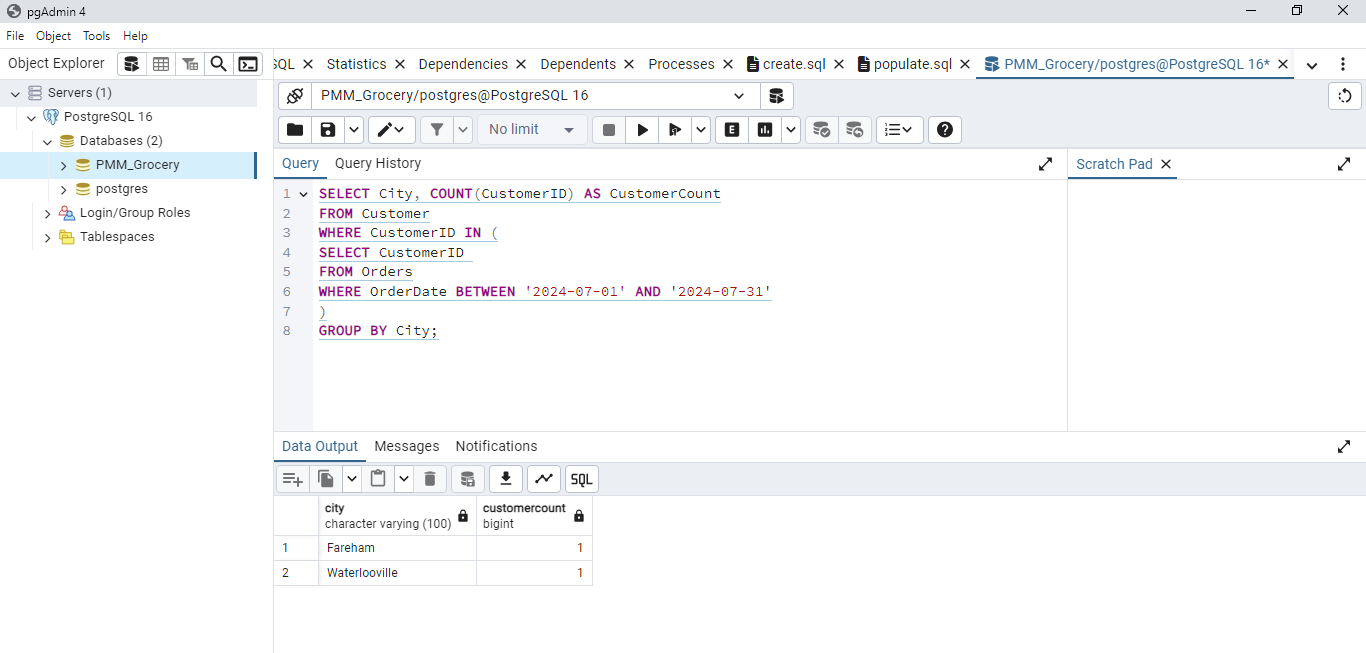 pgAdmin 4
File Object Tools Help
Object Explorer
SQL Statistics Dependencies Dependents Processes create.sql populate.sql PMM_Grocery/postgres@PostgreSQL 16*
Servers (1)
PostgreSQL 16
Databases (2)
PMM_Grocery
postgres
Login/Group Roles
Tablespaces
PMM_Grocery/postgres@PostgreSQL 16
No limit
E
Query Query History
Scratch Pad
1 SELECT City, COUNT(CustomerID) AS CustomerCount
2 FROM Customer
3 WHERE CustomerID IN (
4 SELECT CustomerID
5 FROM Orders
6 WHERE OrderDate BETWEEN '2024-07-01' AND '2024-07-31'
7 )
8 GROUP BY City;
Data Output Messages Notifications
SQL
city customercount
character varying (100) bigint
1 Fareham 1
2 Waterlooville 1